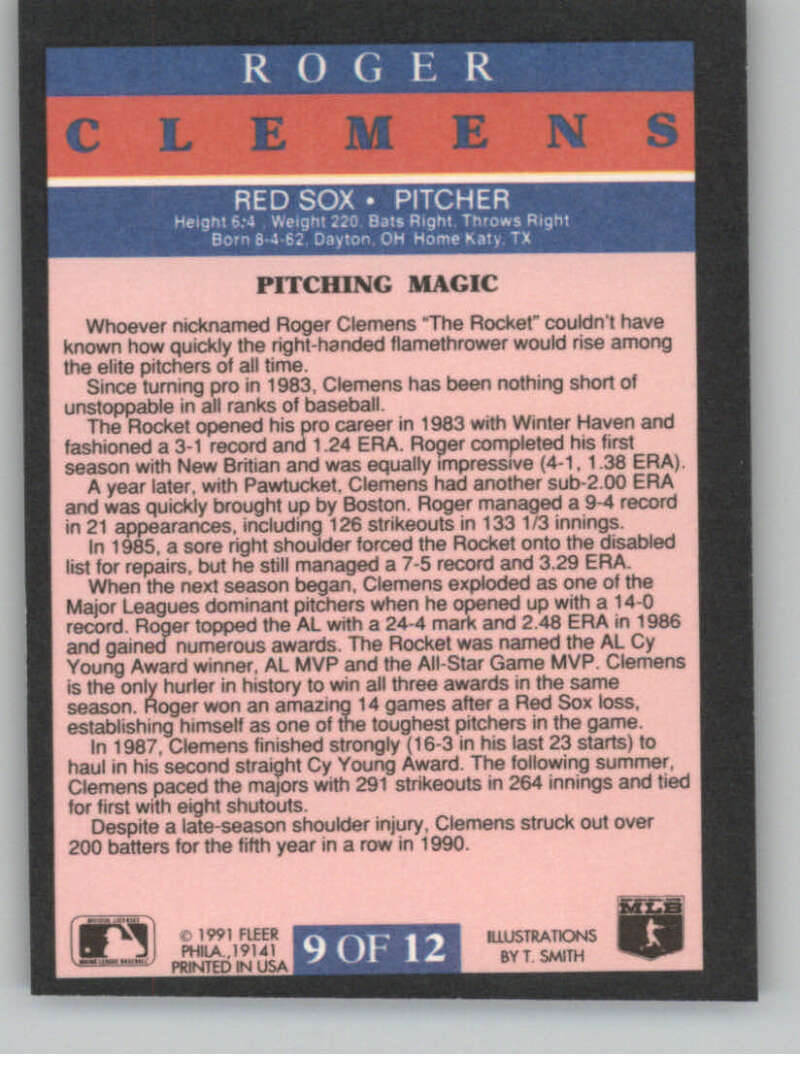 ROGER
CLEMENS
RED SOX • PITCHER
Height 6:4 , Weight 220, Bats Right, Throws Right
Born 8-4-62, Dayton, OH Home Katy, TX
PITCHING MAGIC
Whoever nicknamed Roger Clemens “The Rocket” couldn't have
known how quickly the right-handed flamethrower would rise among
the elite pitchers of all time.
Since turning pro in 1983, Clemens has been nothing short of
unstoppable in all ranks of baseball.
The Rocket opened his pro career in 1983 with Winter Haven and
fashioned a 3-1 record and 1.24 ERA. Roger completed his first
season with New Britian and was equally impressive (4-1, 1.38 ERA).
A year later, with Pawtucket, Clemens had another sub-2.00 ERA
and was quickly brought up by Boston. Roger managed a 9-4 record
in 21 appearances, including 126 strikeouts in 133 1/3 innings.
In 1985, a sore right shoulder forced the Rocket onto the disabled
list for repairs, but he still managed a 7-5 record and 3.29 ERA.
When the next season began, Clemens exploded as one of the
Major Leagues dominant pitchers when he opened up with a 14-0
record. Roger topped the AL with a 24-4 mark and 2.48 ERA in 1986
and gained numerous awards. The Rocket was named the AL Cy
Young Award winner, AL MVP and the All-Star Game MVP. Clemens
is the only hurler in history to win all three awards in the same
season. Roger won an amazing 14 games after a Red Sox loss,
establishing himself as one of the toughest pitchers in the game.
In 1987, Clemens finished strongly (16-3 in his last 23 starts) to
haul in his second straight Cy Young Award. The following summer,
Clemens paced the majors with 291 strikeouts in 264 innings and tied
for first with eight shutouts.
Despite a late-season shoulder injury, Clemens struck out over
200 batters for the fifth year in a row in 1990.
OFFICIAL LICENSEE
MAJOR LEAGUE BASEBALL
© 1991 FLEER
PHILA., 19141
PRINTED IN USA
9 OF 12
ILLUSTRATIONS
BY T. SMITH
MLB